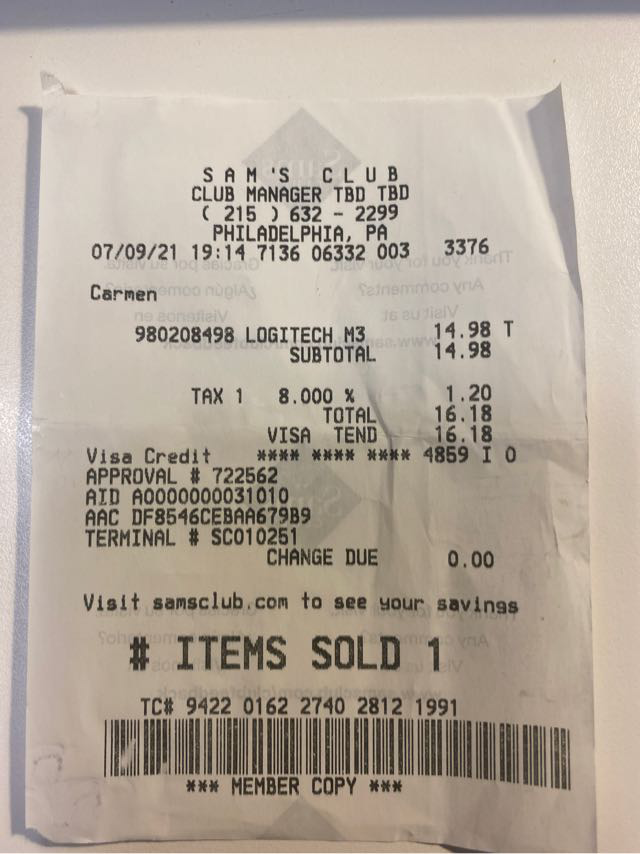 SAM'S CLUB
CLUB MANAGER TBD TBD
( 215 ) 632 - 2299
PHILADELPHIA, PA
07/09/21 19:14 7136 06332 003 3376
Carmen
980208498 LOGITECH M3 14.98 T
SUBTOTAL 14.98
TAX 1 8.000 % 1.20
TOTAL 16.18
VISA TEND 16.18
Visa Credit **** **** **** 4859 I 0
APPROVAL # 722562
AID A0000000031010
AAC DF8546CEBAA679B9
TERMINAL # SC010251
CHANGE DUE 0.00
Visit samsclub.com to see your savings
# ITEMS SOLD 1
TC# 9422 0162 2740 2812 1991
*** MEMBER COPY ***